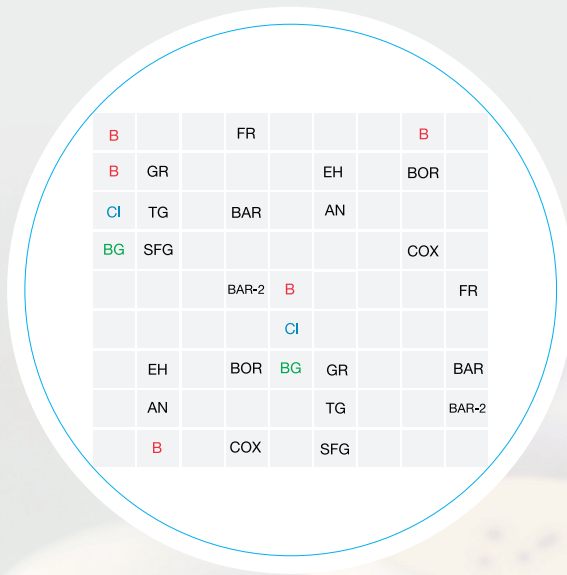 B FR B
B GR EH BOR
CI TG BAR AN
BG SFG COX
BAR-2 B FR
CI
EH BOR BG GR BAR
AN TG BAR-2
B COX SFG